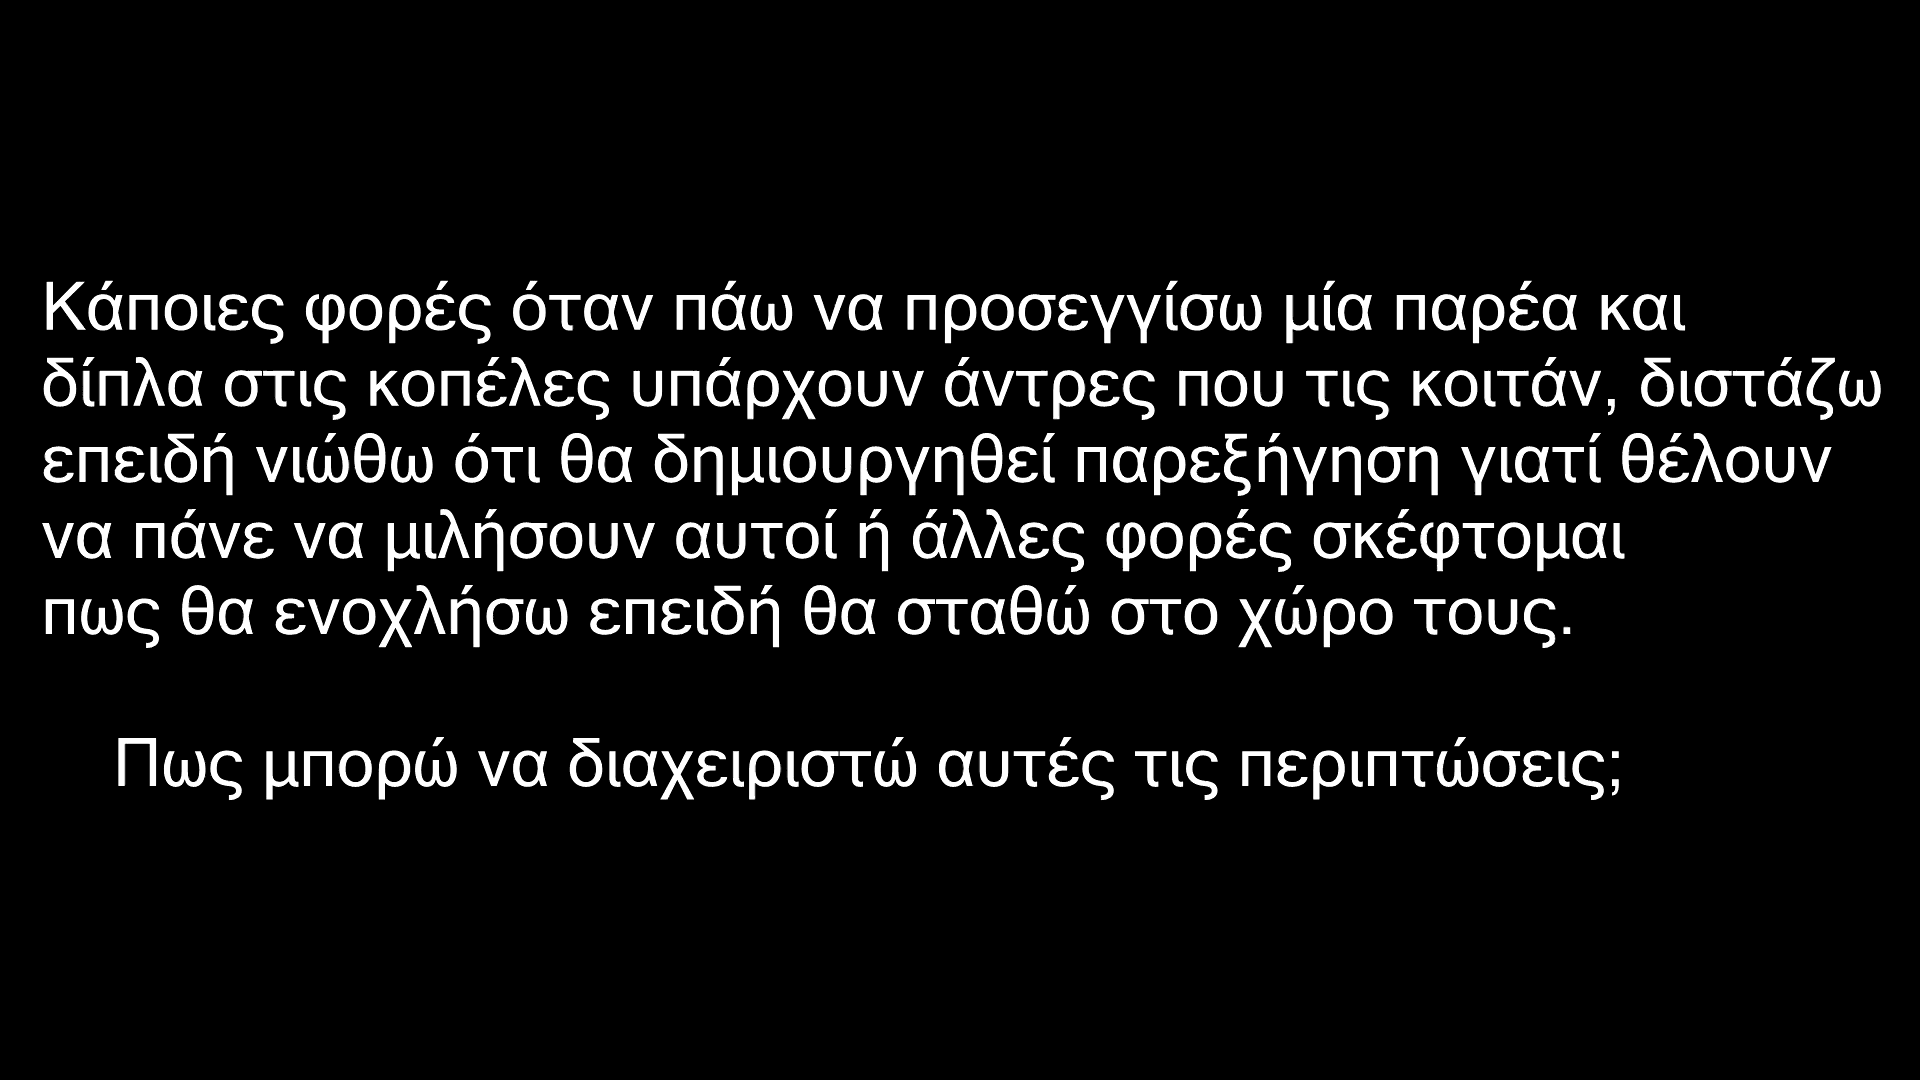 Κάποιες φορές όταν πάω να προσεγγίσω μία παρέα και
δίπλα στις κοπέλες υπάρχουν άντρες που τις κοιτάν, διστάζω
επειδή νιώθω ότι θα δημιουργηθεί παρεξήγηση γιατί θέλουν
να πάνε να μιλήσουν αυτοί ή άλλες φορές σκέφτομαι
πως θα ενοχλήσω επειδή θα σταθώ στο χώρο τους.
Πως μπορώ να διαχειριστώ αυτές τις περιπτώσεις;